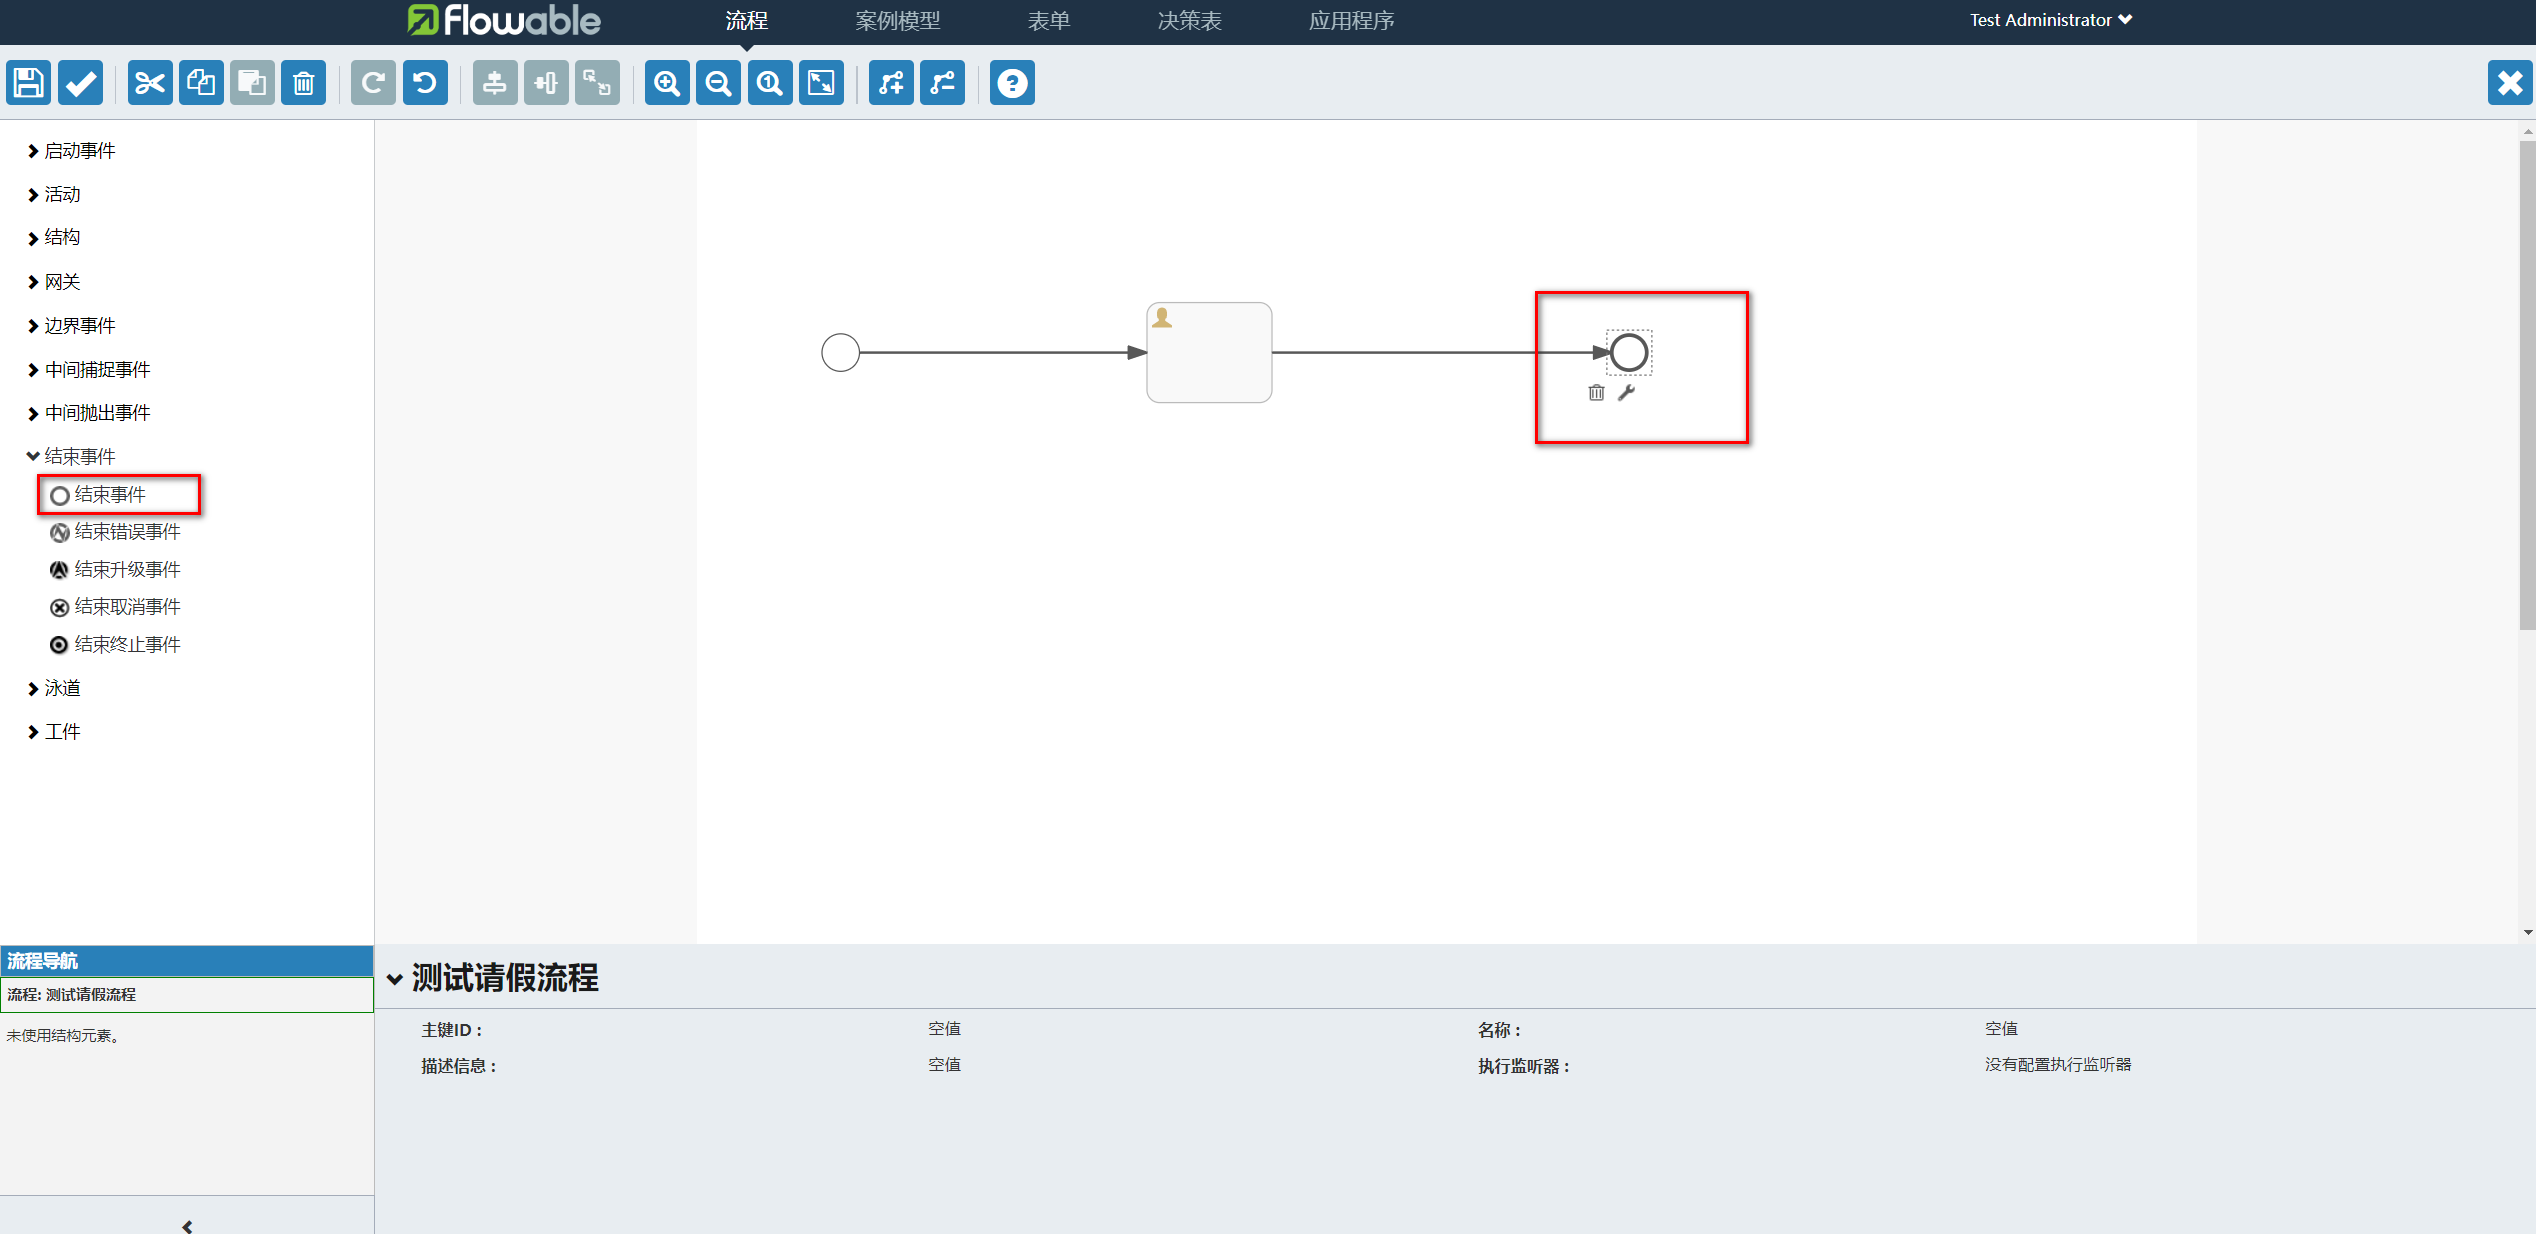 flowable
流程
案例模型
表单
决策表
应用程序
Test Administrator
启动事件
活动
结构
网关
边界事件
中间捕捉事件
中间抛出事件
结束事件
结束事件
结束错误事件
结束升级事件
结束取消事件
结束终止事件
泳道
工件
流程导航
流程: 测试请假流程
未使用结构元素。
测试请假流程
主键ID : 空值 名称 : 空值
描述信息 : 空值 执行监听器 : 没有配置执行监听器